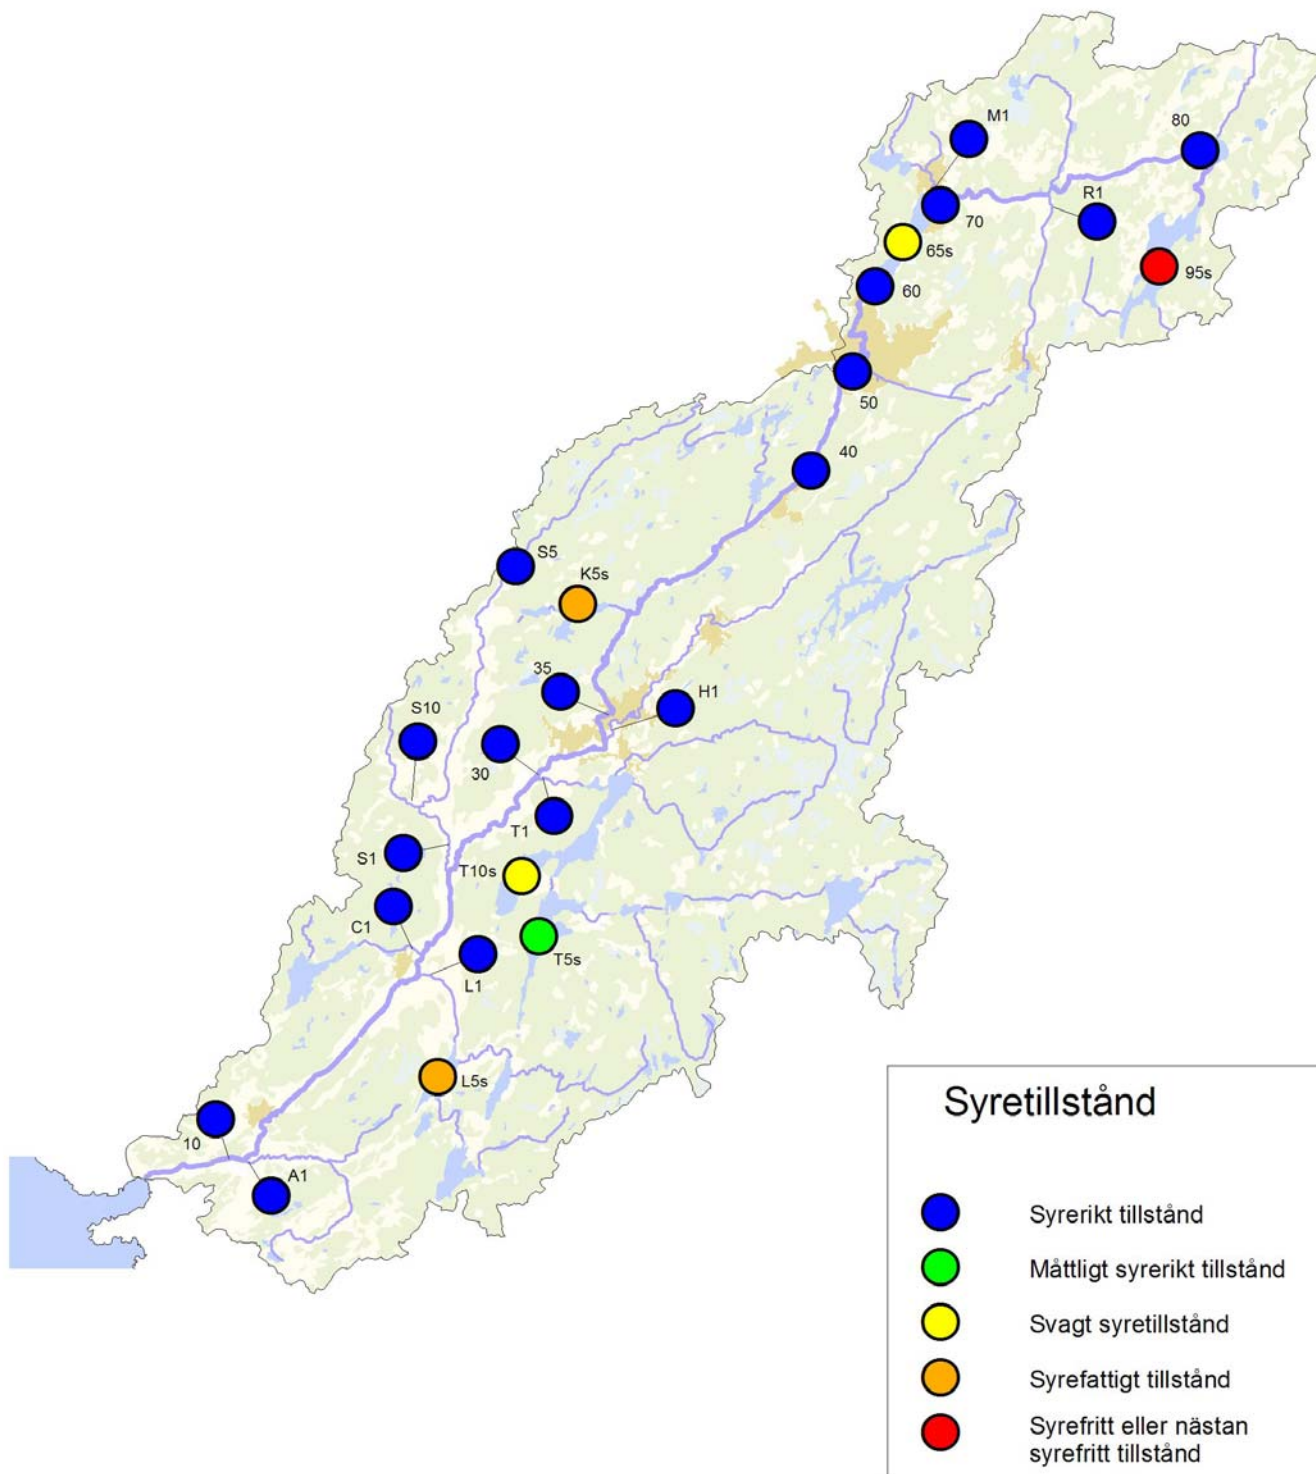 M1
80
R1
70
65s
95s
60
50
40
S5
K5s
35
H1
S10
30
T1
S1
T10s
C1
T5s
L1
L5s
10
A1
Syretillstånd
Syrerikt tillstånd
Måttligt syrerikt tillstånd
Svagt syretillstånd
Syrefattigt tillstånd
Syrefritt eller nästan
syrefritt tillstånd